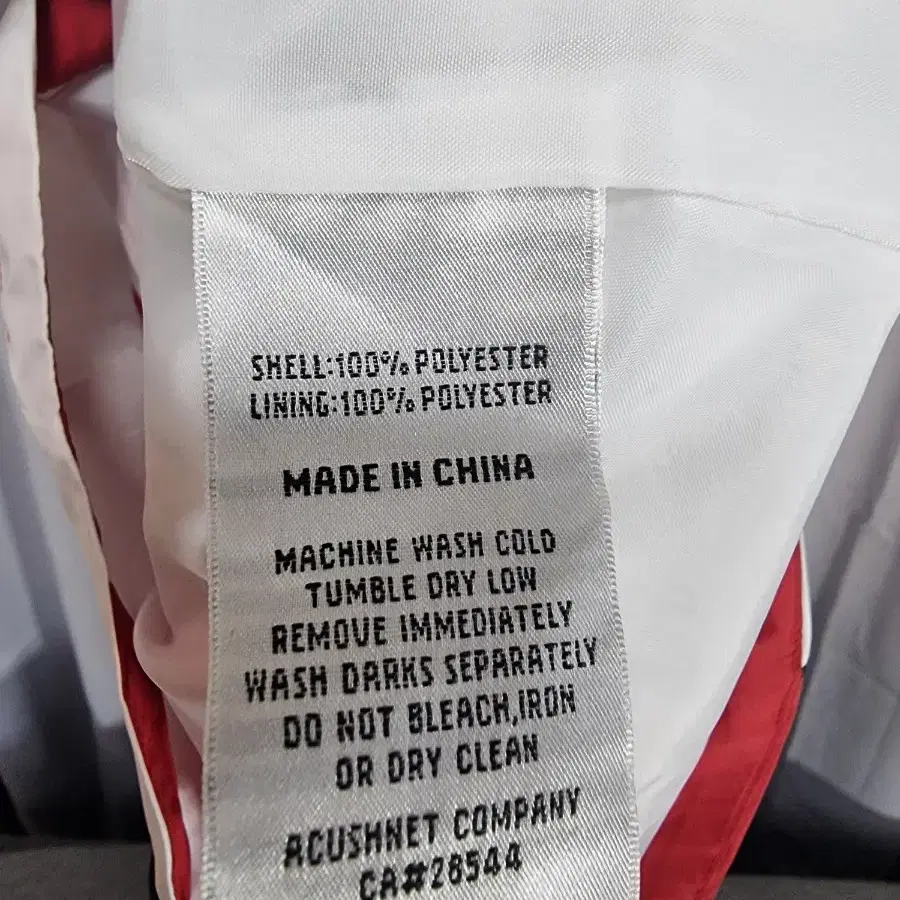 SHELL:100% POLYESTER
LINING:100% POLYESTER
MADE IN CHINA
MACHINE WASH COLD
TUMBLE DRY LOW
REMOVE IMMEDIATELY
WASH DARKS SEPARATELY
DO NOT BLEACH,IRON
OR DRY CLEAN
ACUSHNET COMPANY
CA#28544